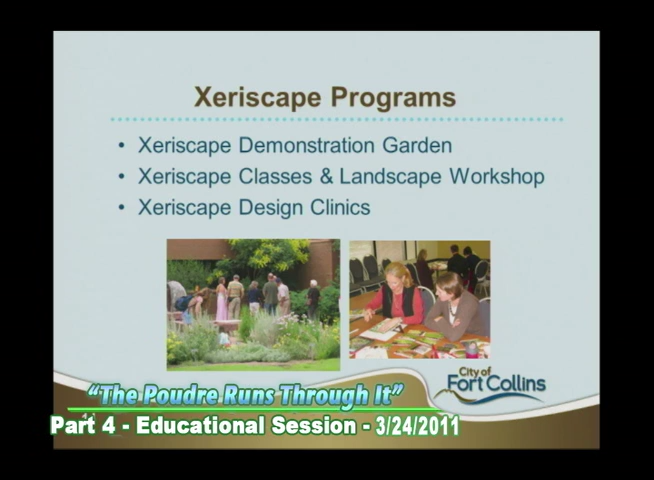 Xeriscape Programs
• Xeriscape Demonstration Garden
• Xeriscape Classes & Landscape Workshop
• Xeriscape Design Clinics
City of
Fort Collins
"The Poudre Runs Through It"
Part 4 - Educational Session - 3/24/2011